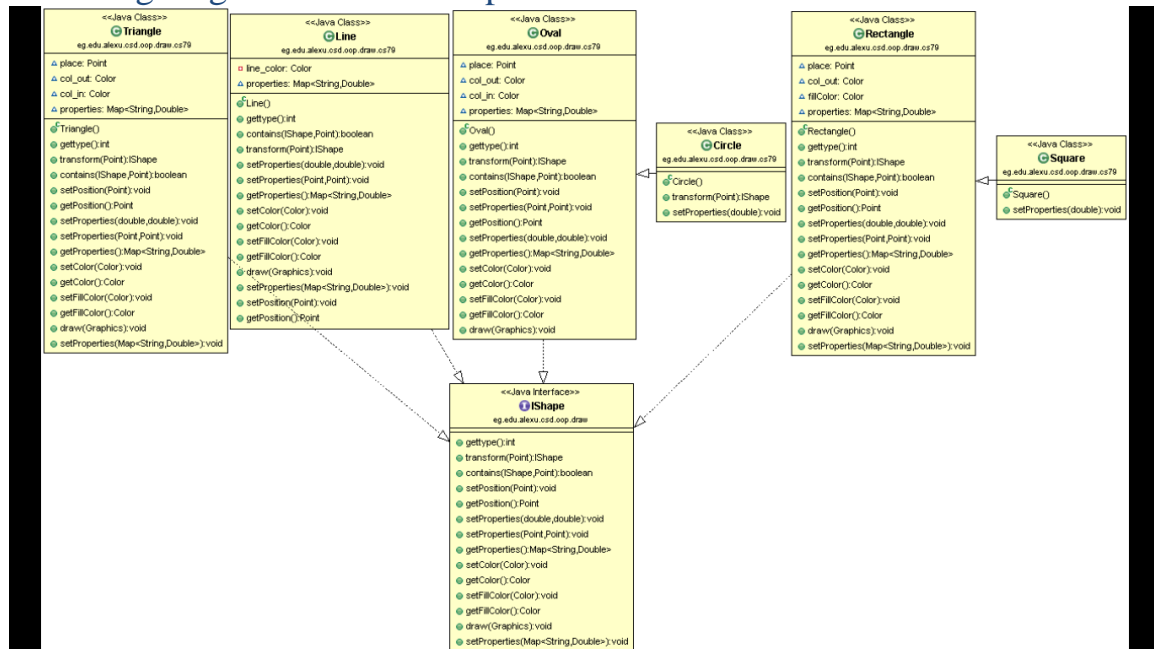 <<Java Class>>
Triangle
eg.edu.alexu.csd.oop.draw.cs79
place: Point
col_out: Color
col_in: Color
properties: Map<String,Double>
Triangle()
gettype():int
transform(Point):IShape
contains(IShape,Point):boolean
setPosition(Point):void
getPosition():Point
setProperties(double,double):void
setProperties(Point,Point):void
getProperties():Map<String,Double>
setColor(Color):void
getColor():Color
setFillColor(Color):void
getFillColor():Color
draw(Graphics):void
setProperties(Map<String,Double>):void
<<Java Class>>
Line
eg.edu.alexu.csd.oop.draw.cs79
line_color: Color
properties: Map<String,Double>
Line()
gettype():int
contains(IShape,Point):boolean
transform(Point):IShape
setProperties(double,double):void
setProperties(Point,Point):void
getProperties():Map<String,Double>
setColor(Color):void
getColor():Color
setFillColor(Color):void
getFillColor():Color
draw(Graphics):void
setProperties(Map<String,Double>):void
setPosition(Point):void
getPosition():Point
<<Java Class>>
Oval
eg.edu.alexu.csd.oop.draw.cs79
place: Point
col_out: Color
col_in: Color
properties: Map<String,Double>
Oval()
gettype():int
transform(Point):IShape
contains(IShape,Point):boolean
setPosition(Point):void
setProperties(Point,Point):void
getPosition():Point
setProperties(double,double):void
getProperties():Map<String,Double>
setColor(Color):void
getColor():Color
setFillColor(Color):void
getFillColor():Color
draw(Graphics):void
<<Java Class>>
Circle
eg.edu.alexu.csd.oop.draw.cs79
Circle()
transform(Point):IShape
setProperties(double):void
<<Java Class>>
Rectangle
eg.edu.alexu.csd.oop.draw.cs79
place: Point
col_out: Color
fillColor: Color
properties: Map<String,Double>
Rectangle()
gettype():int
transform(Point):IShape
contains(IShape,Point):boolean
setPosition(Point):void
getPosition():Point
setProperties(double,double):void
setProperties(Point,Point):void
getProperties():Map<String,Double>
setColor(Color):void
getColor():Color
setFillColor(Color):void
getFillColor():Color
draw(Graphics):void
setProperties(Map<String,Double>):void
<<Java Class>>
Square
eg.edu.alexu.csd.oop.draw.cs79
Square()
setProperties(double):void
<<Java Interface>>
IShape
eg.edu.alexu.csd.oop.draw
gettype():int
transform(Point):IShape
contains(IShape,Point):boolean
setPosition(Point):void
getPosition():Point
setProperties(double,double):void
setProperties(Point,Point):void
getProperties():Map<String,Double>
setColor(Color):void
getColor():Color
setFillColor(Color):void
getFillColor():Color
draw(Graphics):void
setProperties(Map<String,Double>):void